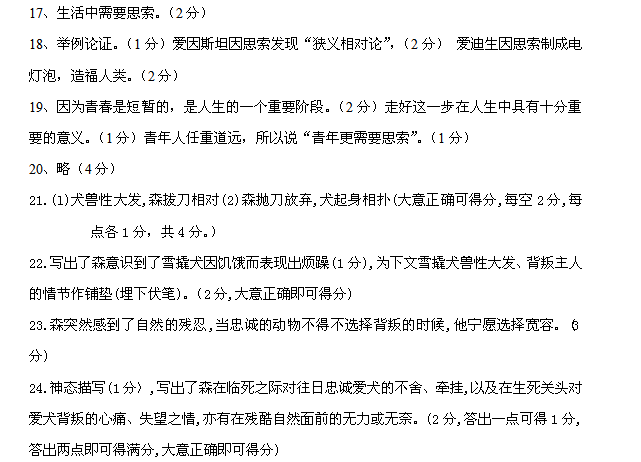 17、生活中需要思索。（2分）
18、举例论证。（1分）爱因斯坦因思索发现“狭义相对论”，（2分） 爱迪生因思索制成电
灯泡，造福人类。（2分）
19、因为青春是短暂的，是人生的一个重要阶段。（2分）走好这一步在人生中具有十分重
要的意义。（1分）青年人任重道远，所以说“青年更需要思索”。（1分）
20、略（4分）
21.(1)犬兽性大发,森拔刀相对(2)森抛刀放弃,犬起身相扑(大意正确可得分,每空2分,每
点各1分，共4分。)
22.写出了森意识到了雪撬犬因饥饿而表现出烦躁(1分),为下文雪撬犬兽性大发、背叛主人
的情节作铺垫(埋下伏笔)。(2分,大意正确即可得分)
23.森突然感到了自然的残忍,当忠诚的动物不得不选择背叛的时候,他宁愿选择宽容。（3
分)
24.神态描写(1分）,写出了森在临死之际对往日忠诚爱犬的不舍、牵挂,以及在生死关头对
爱犬背叛的心痛、失望之情,亦有在残酷自然面前的无力或无奈。(2分,答出一点可得1分,
答出两点即可得满分,大意正确即可得分)